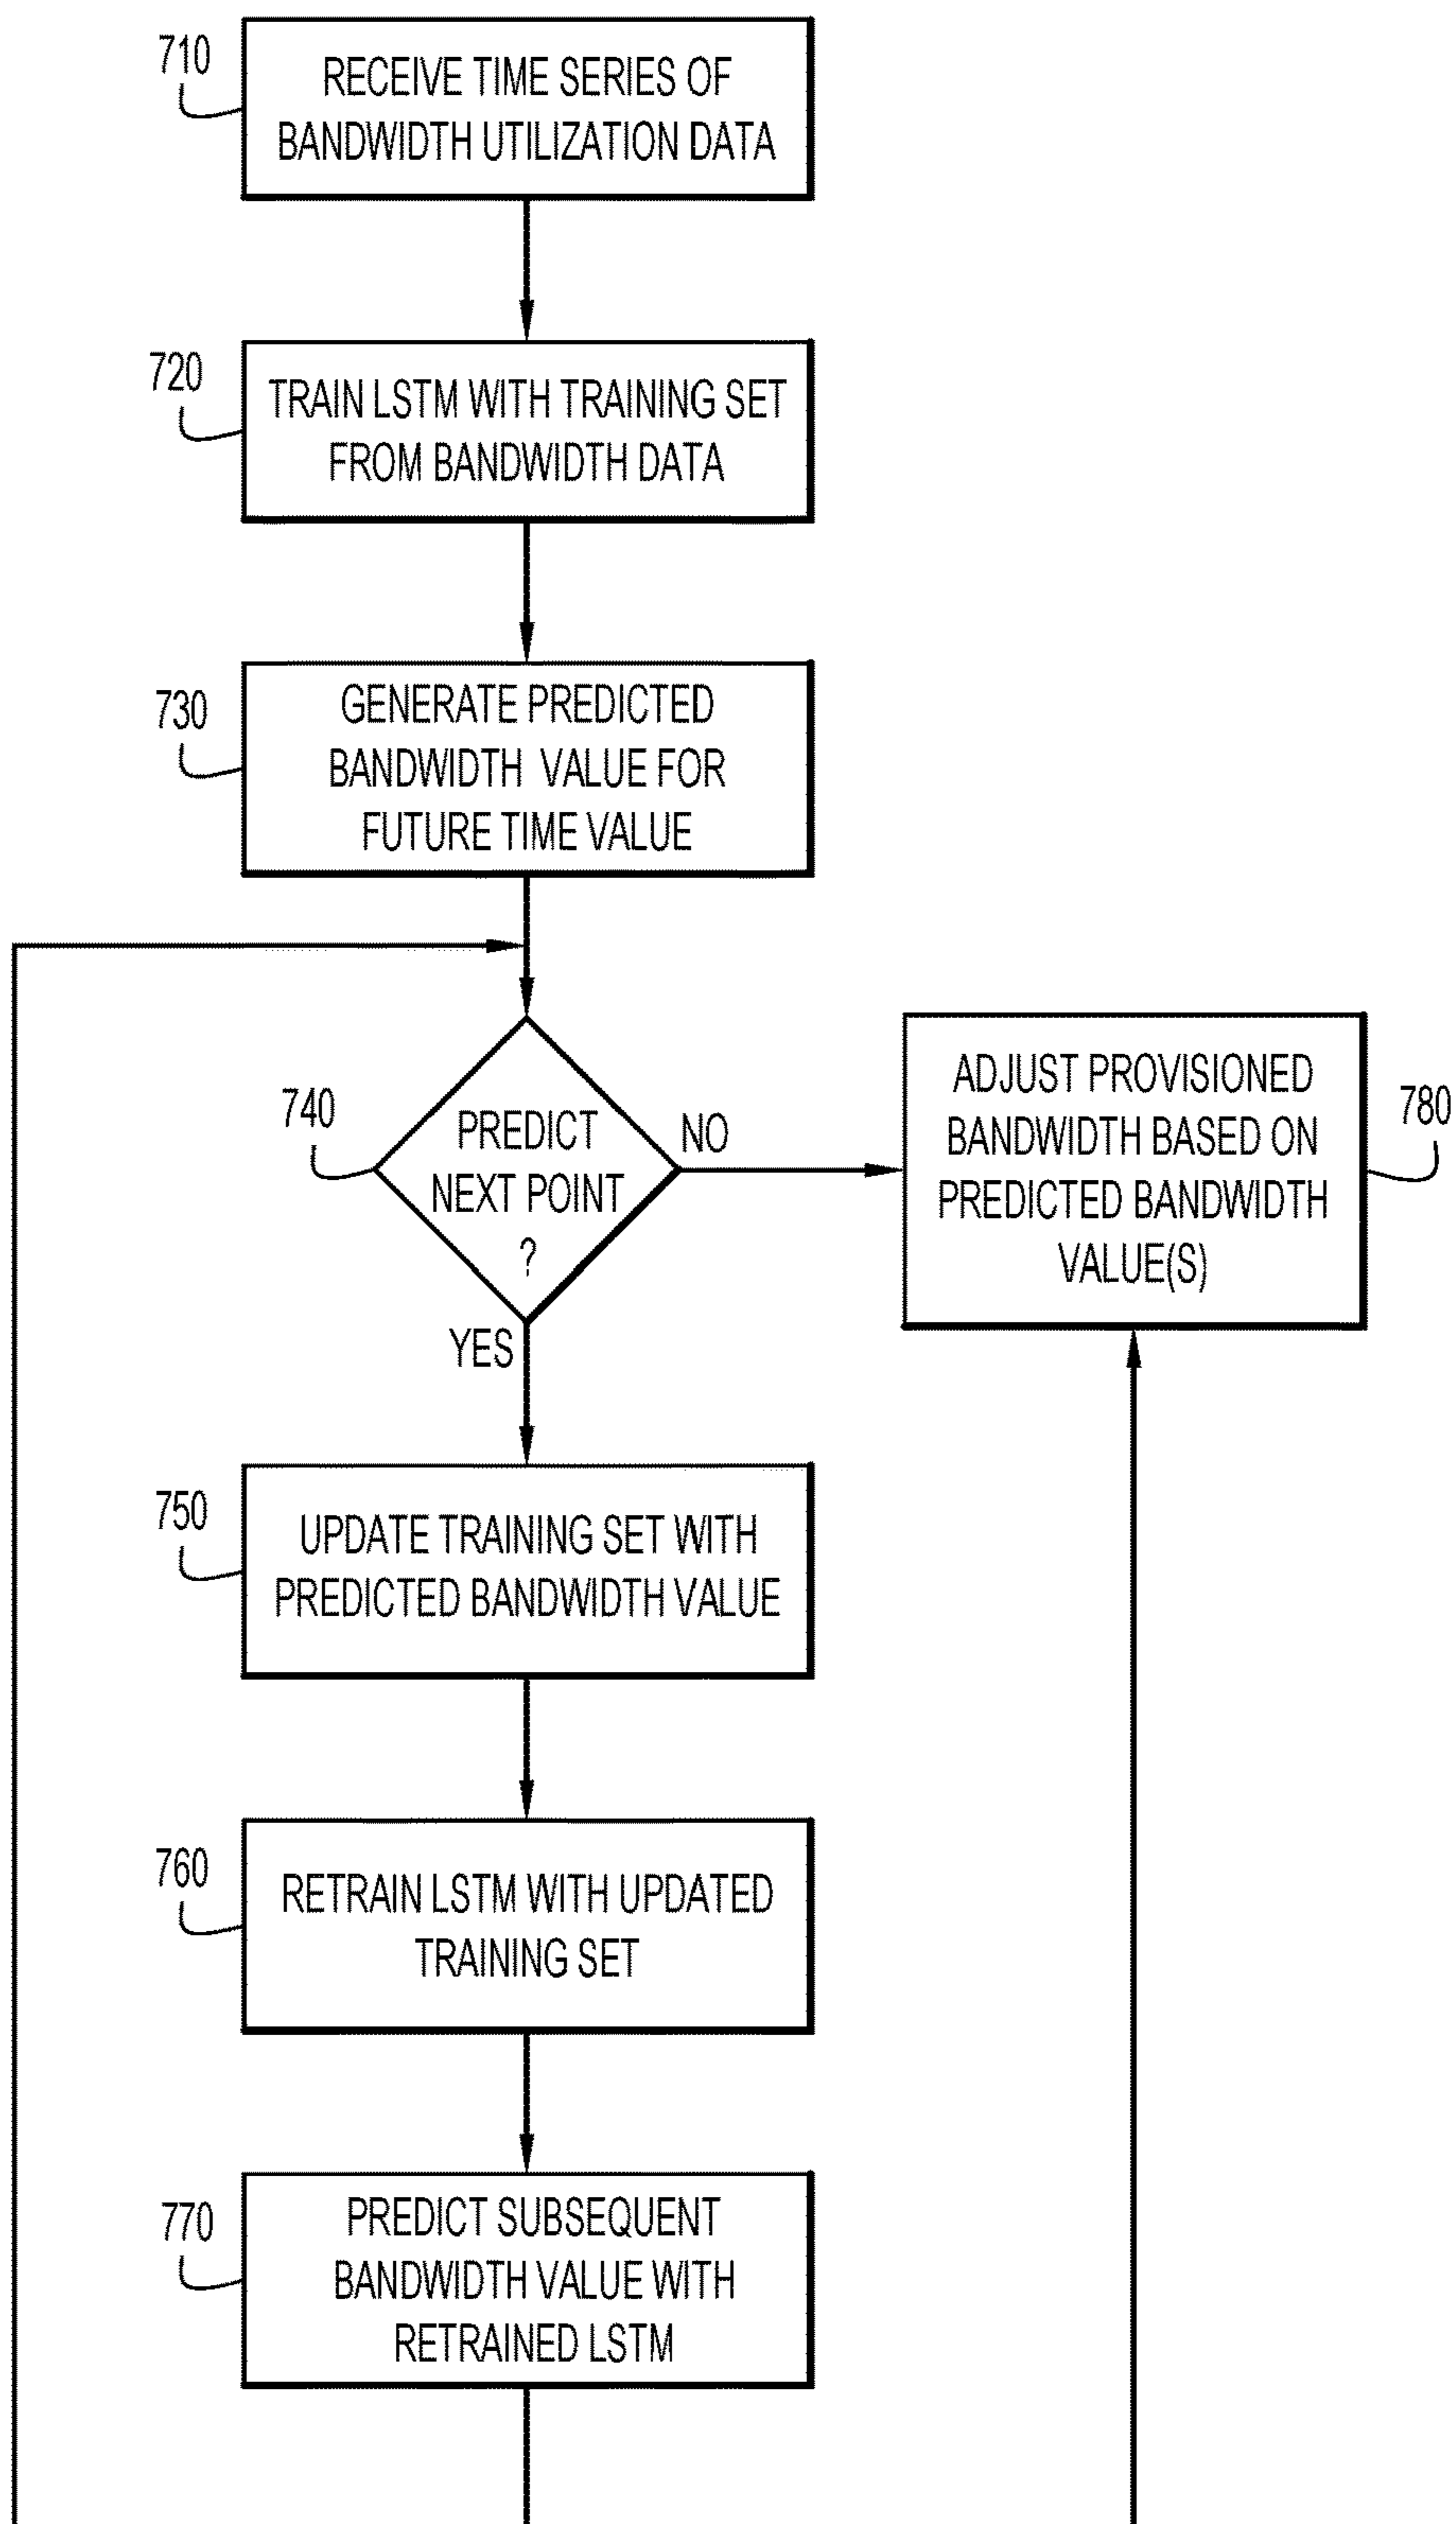 710
RECEIVE TIME SERIES OF
BANDWIDTH UTILIZATION DATA
720
TRAIN LSTM WITH TRAINING SET
FROM BANDWIDTH DATA
730
GENERATE PREDICTED
BANDWIDTH VALUE FOR
FUTURE TIME VALUE
740
PREDICT
NEXT POINT
?
NO
YES
ADJUST PROVISIONED
BANDWIDTH BASED ON
PREDICTED BANDWIDTH
VALUE(S)
780
750
UPDATE TRAINING SET WITH
PREDICTED BANDWIDTH VALUE
760
RETRAIN LSTM WITH UPDATED
TRAINING SET
770
PREDICT SUBSEQUENT
BANDWIDTH VALUE WITH
RETRAINED LSTM